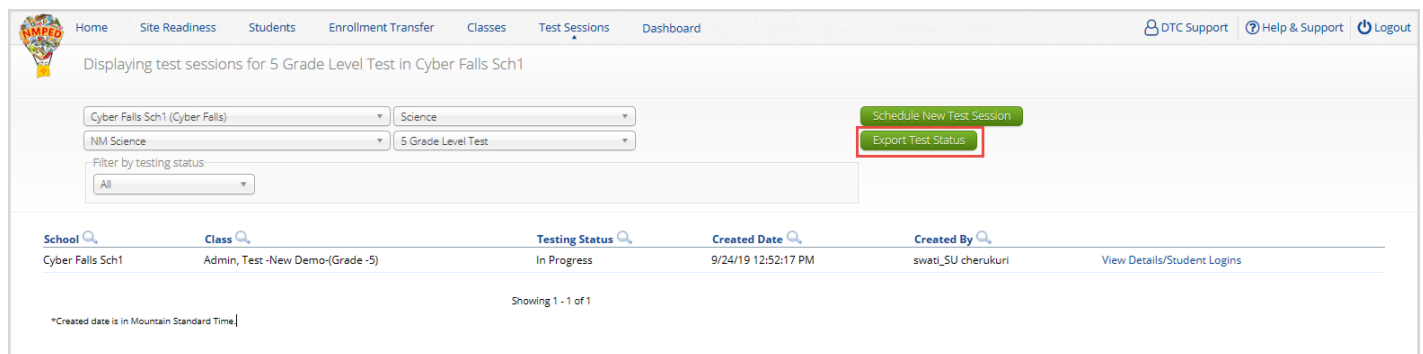 NMPED Home Site Readiness Students Enrollment Transfer Classes Test Sessions Dashboard DTC Support Help & Support Logout
Displaying test sessions for 5 Grade Level Test in Cyber Falls Sch1
Cyber Falls Sch1 (Cyber Falls) Science Schedule New Test Session
NM Science 5 Grade Level Test Export Test Status
Filter by testing status
All
School Class Testing Status Created Date Created By
Cyber Falls Sch1 Admin, Test -New Demo-(Grade -5) In Progress 9/24/19 12:52:17 PM swati_SU cherukuri View Details/Student Logins
Showing 1 - 1 of 1
*Created date is in Mountain Standard Time.